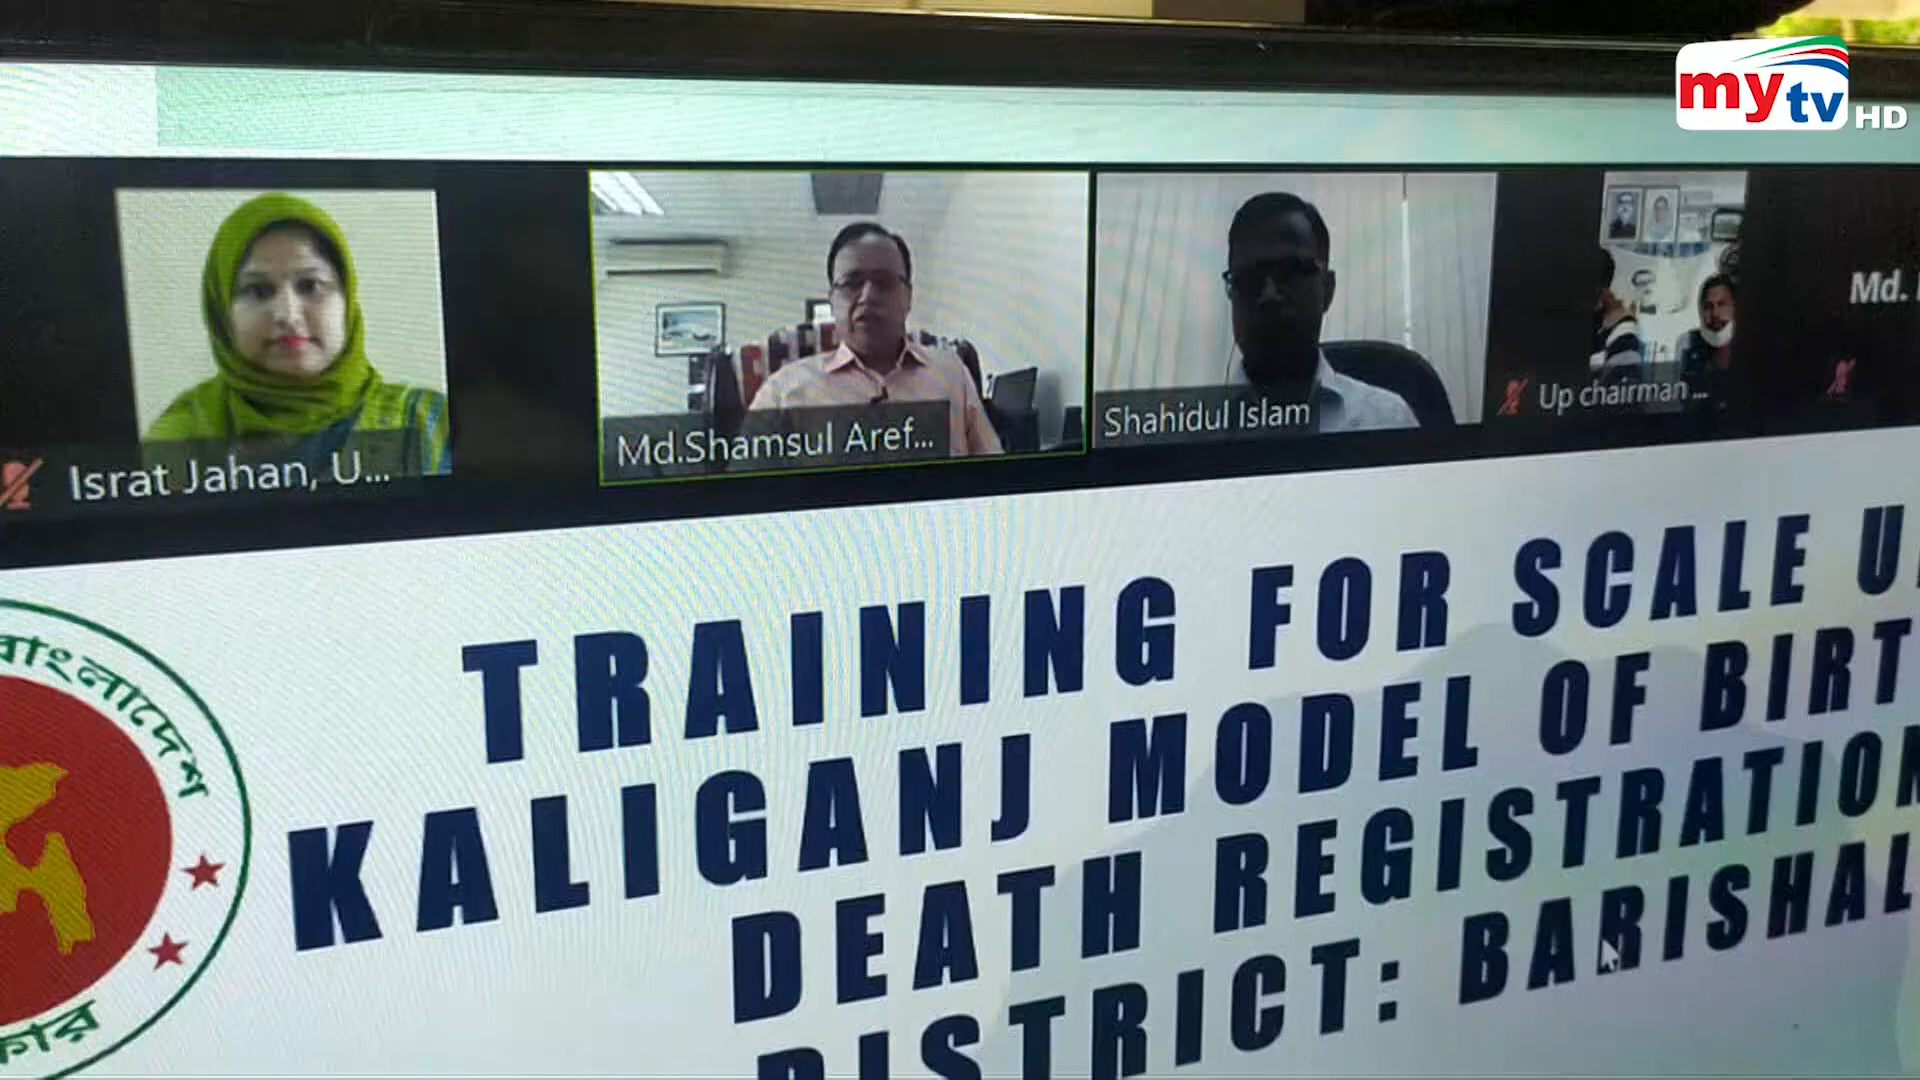 mytv HD
Israt Jahan, U...
Md.Shamsul Aref...
Shahidul Islam
Up chairman ...
Md.
বাংলাদেশ
TRAINING FOR SCALE U
KALIGANJ MODEL OF BIRT
DEATH REGISTRATION
DISTRICT: BARISHAL